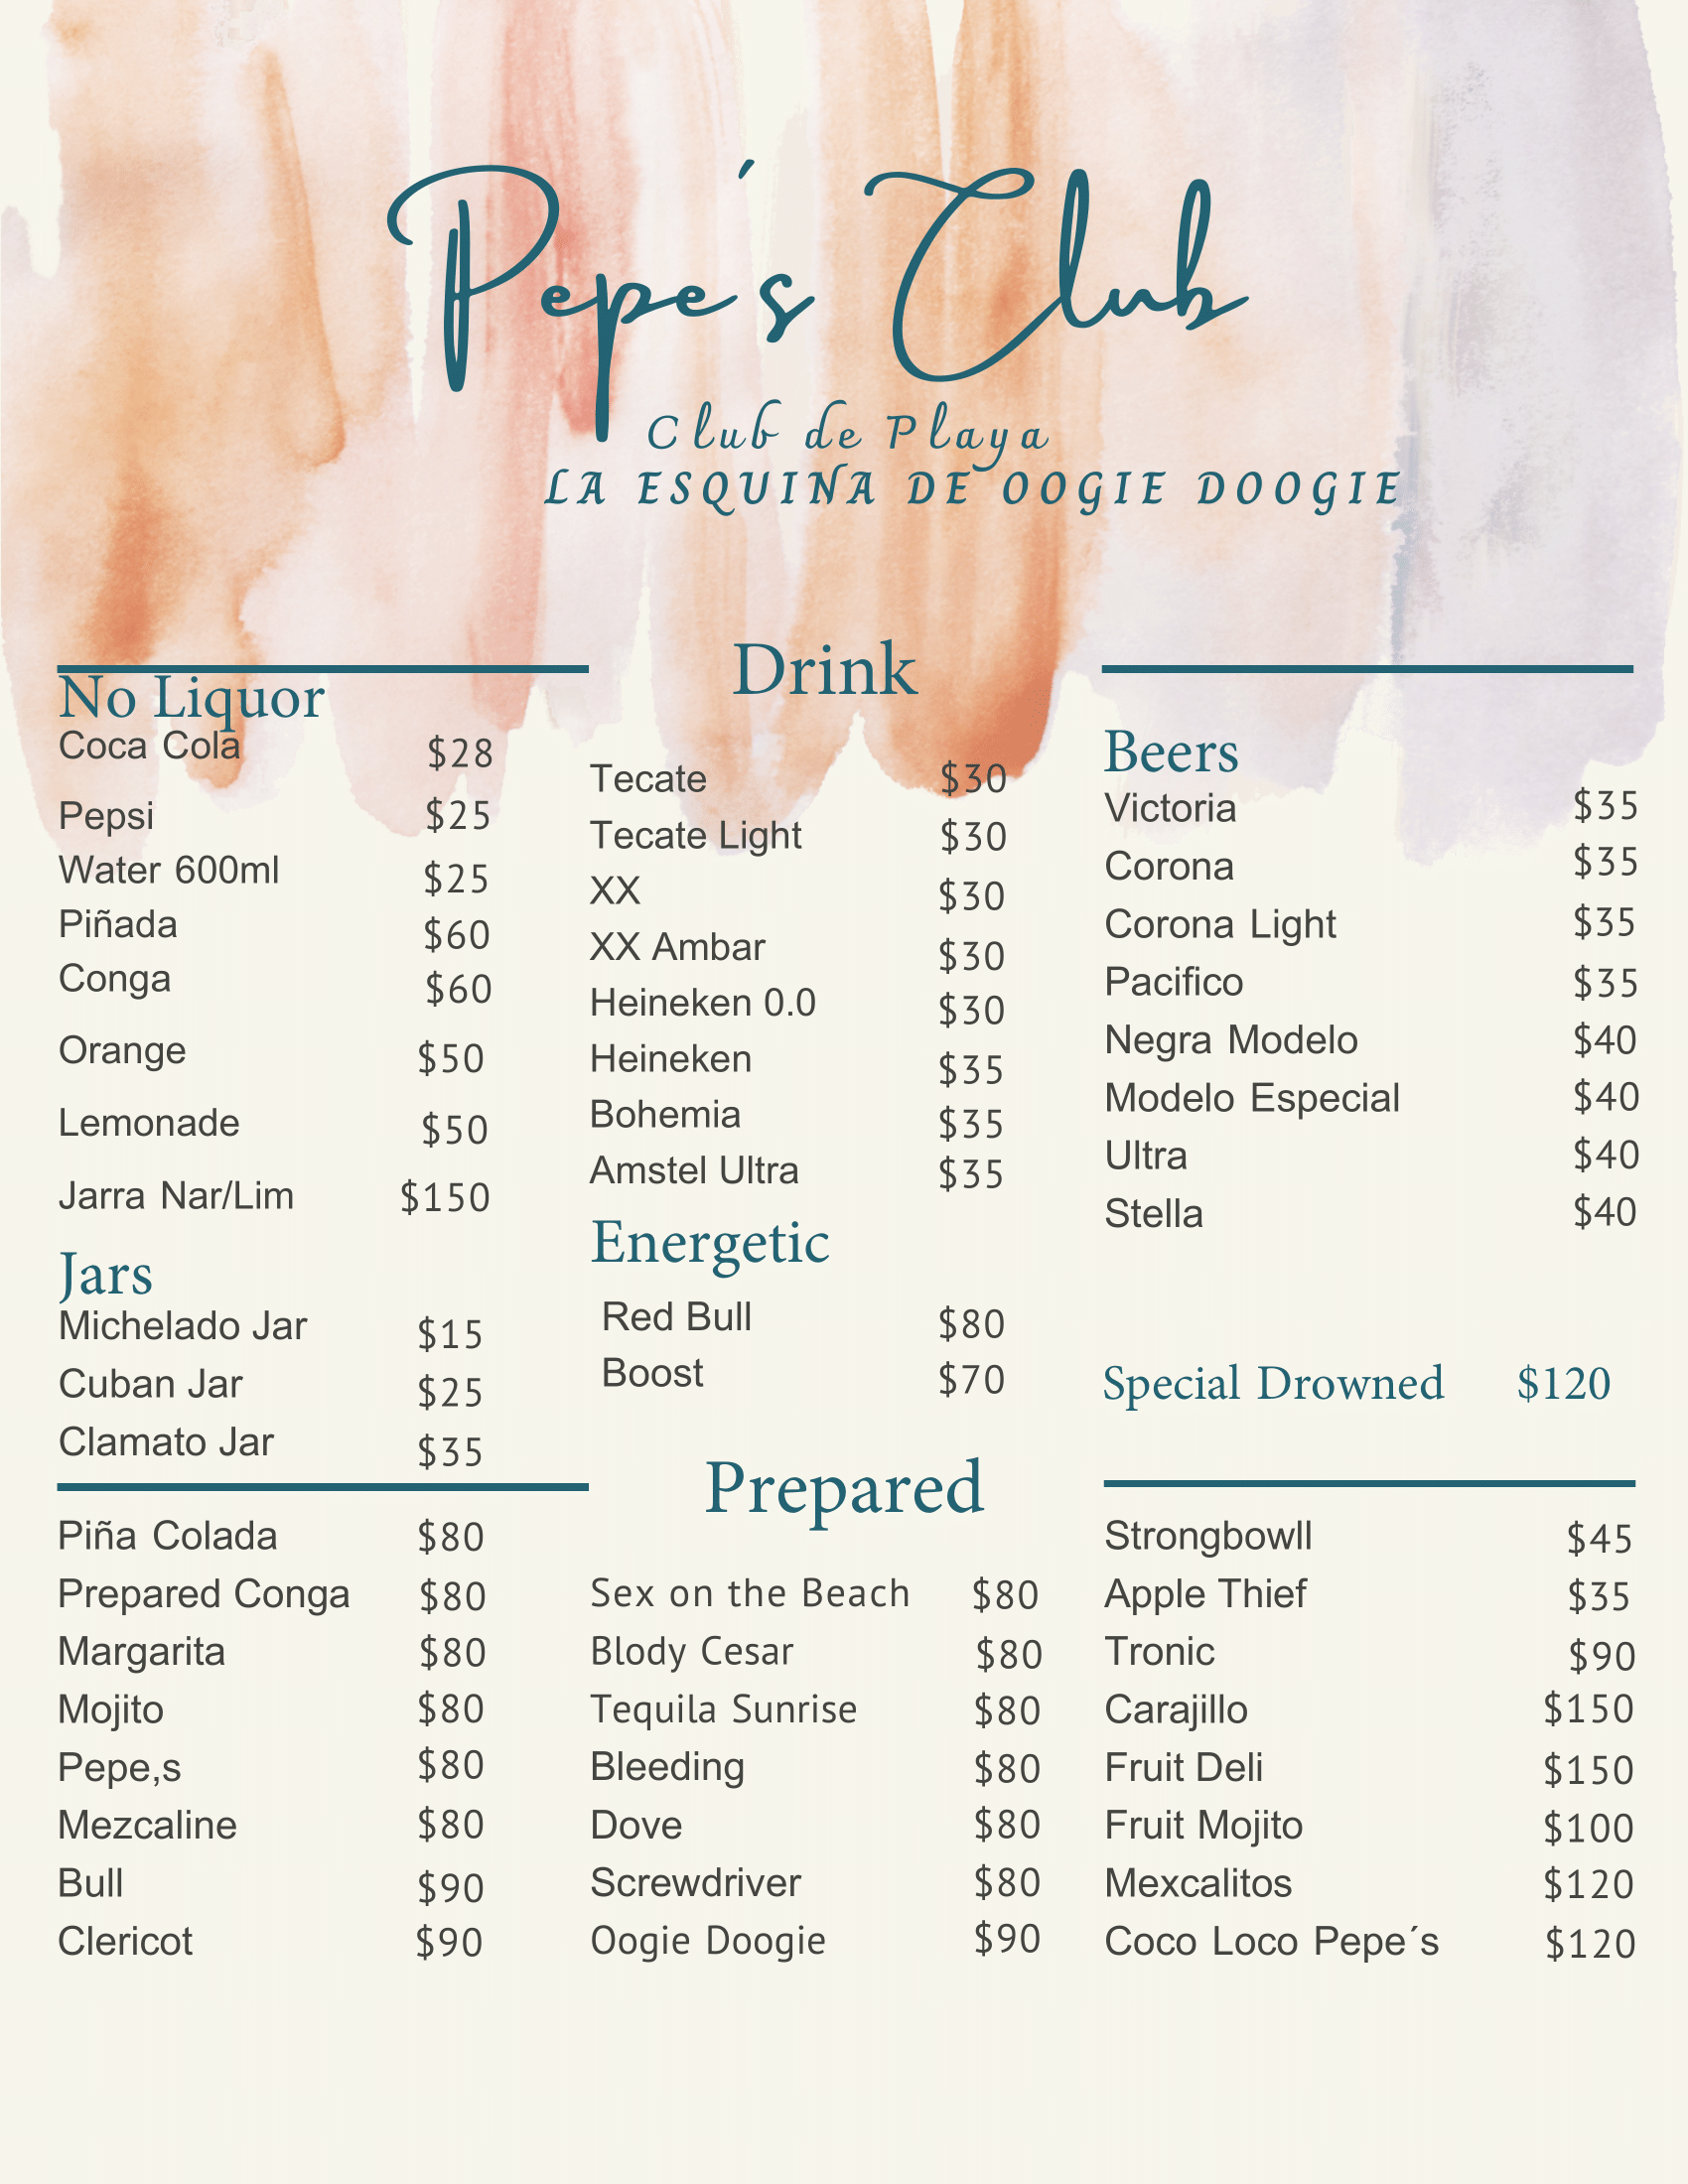 Pepe´s Club
Club de Playa
LA ESQUINA DE OOGIE DOOGIE
Drink
No Liquor
Coca Cola $28
Pepsi $25
Water 600ml $25
Piñada $60
Conga $60
Orange $50
Lemonade $50
Jarra Nar/Lim $150
Jars
Michelado Jar $15
Cuban Jar $25
Clamato Jar $35
Tecate $30
Tecate Light $30
XX $30
XX Ambar $30
Heineken 0.0 $30
Heineken $35
Bohemia $35
Amstel Ultra $35
Energetic
Red Bull $80
Boost $70
Beers
Victoria $35
Corona $35
Corona Light $35
Pacifico $35
Negra Modelo $40
Modelo Especial $40
Ultra $40
Stella $40
Special Drowned $120
Prepared
Piña Colada $80
Prepared Conga $80
Margarita $80
Mojito $80
Pepe,s $80
Mezcaline $80
Bull $90
Clericot $90
Sex on the Beach $80
Blody Cesar $80
Tequila Sunrise $80
Bleeding $80
Dove $80
Screwdriver $80
Oogie Doogie $90
Strongbowll $45
Apple Thief $35
Tronic $90
Carajillo $150
Fruit Deli $150
Fruit Mojito $100
Mexcalitos $120
Coco Loco Pepe´s $120